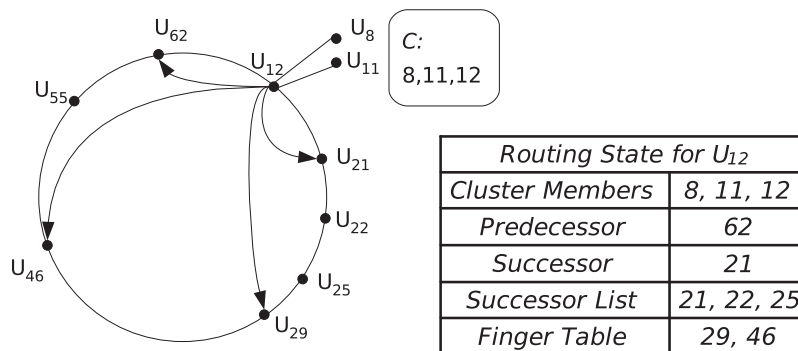 U62
U8
C:
U12
U11
8,11,12
U55
U21
U22
U46
U25
U29
Routing State for U12
Cluster Members 8, 11, 12
Predecessor 62
Successor 21
Successor List 21, 22, 25
Finger Table 29, 46